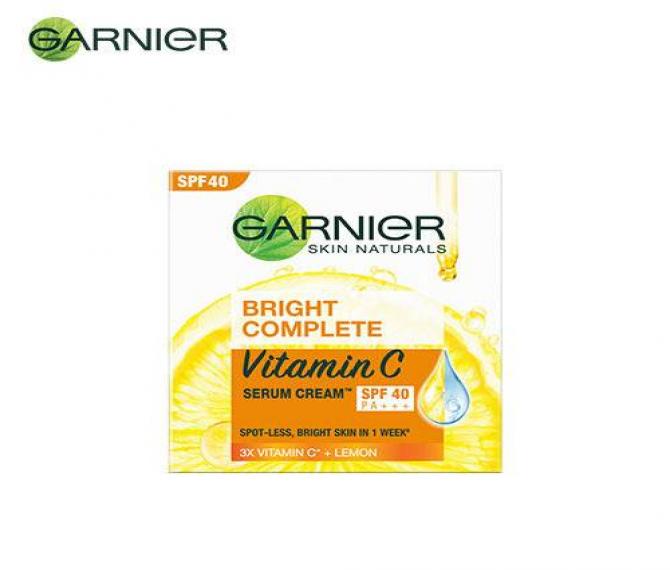 GARNIER
SPF40
GARNIER
SKIN NATURALS
BRIGHT
COMPLETE
Vitamin C
SERUM CREAM™ SPF 40
PA+++
SPOT-LESS, BRIGHT SKIN IN 1 WEEK#
3X VITAMIN C* + LEMON